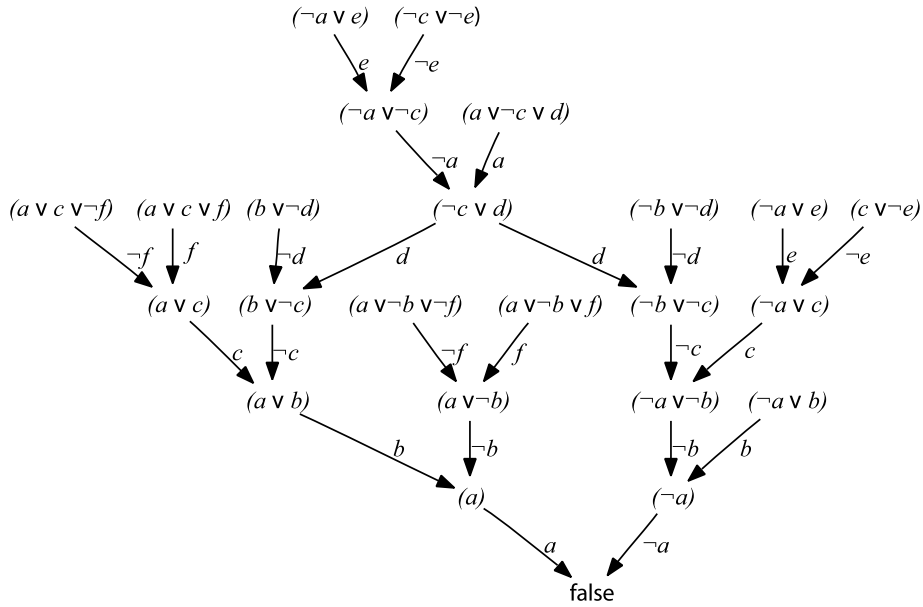 (¬a ∨ e) (¬c ∨¬e)
e ¬e
(¬a ∨¬c) (a ∨¬c ∨ d)
¬a a
(a ∨ c ∨¬f) (a ∨ c ∨ f) (b ∨¬d) (¬c ∨ d) (¬b ∨¬d) (¬a ∨ e) (c ∨¬e)
¬f f ¬d d d ¬d e ¬e
(a ∨ c) (b ∨¬c) (a ∨¬b ∨¬f) (a ∨¬b ∨ f) (¬b ∨¬c) (¬a ∨ c)
c ¬c ¬f f ¬c c
(a ∨ b) (a ∨¬b) (¬a ∨¬b) (¬a ∨ b)
b ¬b ¬b b
(a) (¬a)
a ¬a
false